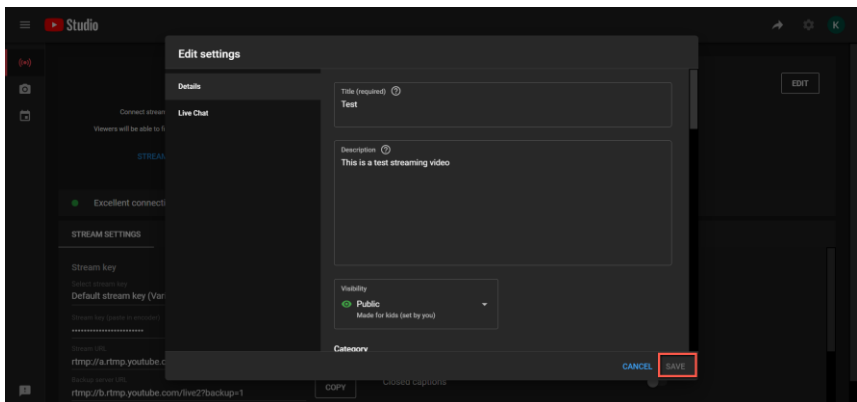 Studio
K
Edit settings
EDIT
Details
Live Chat
Title (required)
Test
Connect stream
Viewers will be able to fi
STREAM
Description
This is a test streaming video
Excellent connecti
STREAM SETTINGS
Stream key
Select stream key
Default stream key (Var
Stream key (paste in encoder)
Stream URL
rtmp://a.rtmp.youtube.c
Backup server URL
rtmp://b.rtmp.youtube.com/live2?backup=1
COPY
Visibility
Public
Made for kids (set by you)
Category
CANCEL
SAVE
Closed captions